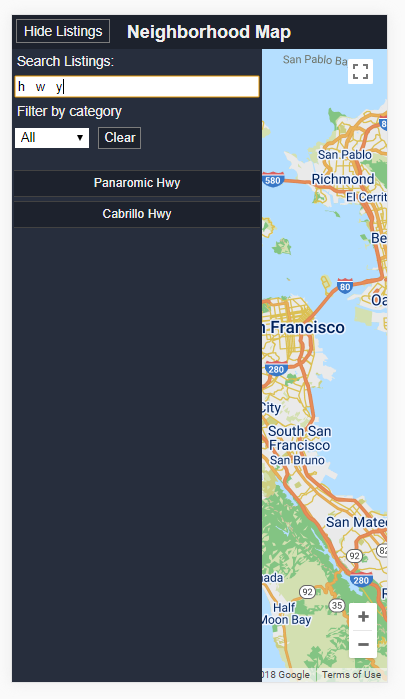 Hide Listings
Neighborhood Map
Search Listings:
h w y
Filter by category
All
Clear
Panaromic Hwy
Cabrillo Hwy
San Pablo Ba
San Pablo
Richmond
580
El Cerrit
Be
80
Oa
n Francisco
280
City
South San
Francisco
San Bruno
San Mate
92
82
280
ada
92
35
Half
Moon Bay
R
+
−
018 Google
Terms of Use